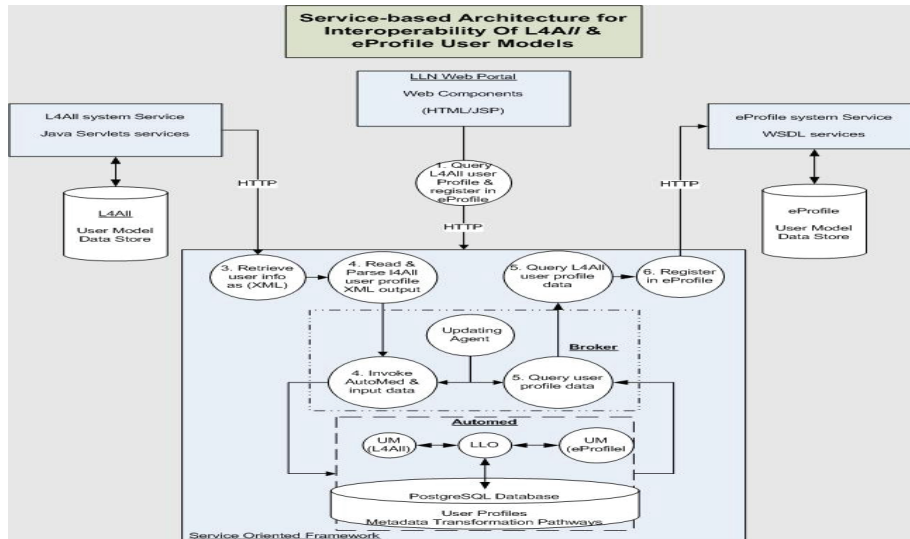 Service-based Architecture for
Interoperability Of L4All &
eProfile User Models
LLN Web Portal
Web Components
(HTML/JSP)
L4All system Service
Java Servlets services
eProfile system Service
WSDL services
HTTP
1. Query
L4All user
Profile &
register in
eProfile
HTTP
HTTP
L4All
User Model
Data Store
eProfile
User Model
Data Store
3. Retrieve
user info
as (XML)
4. Read &
Parse l4All
user profile
XML output
5. Query L4All
user profile
data
6. Register
in eProfile
Updating
Agent
Broker
4. Invoke
AutoMed &
input data
5. Query user
profile data
Automed
UM
(L4All)
LLO
UM
(eProfile)
PostgreSQL Database
User Profiles
Metadata Transformation Pathways
Service Oriented Framework